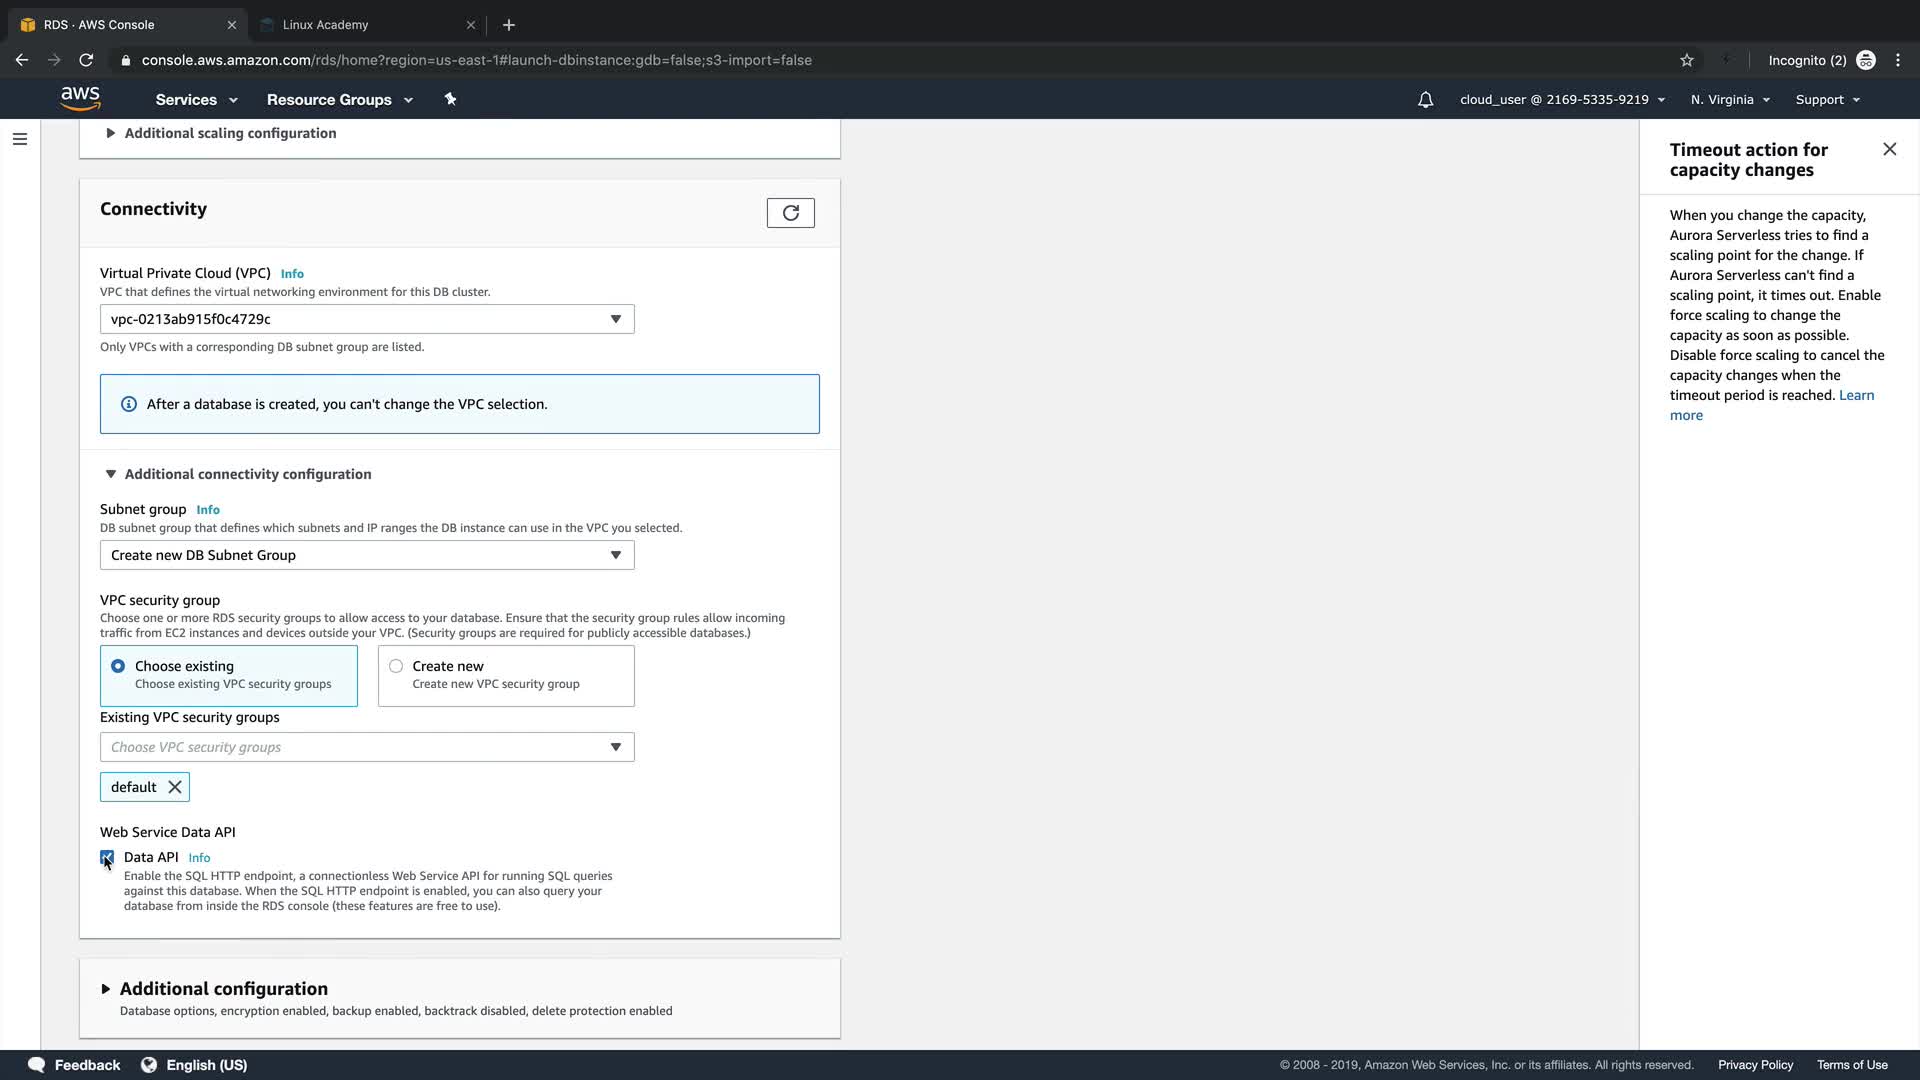 RDS · AWS Console
Linux Academy
console.aws.amazon.com/rds/home?region=us-east-1#launch-dbinstance:gdb=false;s3-import=false
Incognito (2)
aws
Services
Resource Groups
cloud_user @ 2169-5335-9219
N. Virginia
Support
Additional scaling configuration
Connectivity
Virtual Private Cloud (VPC) Info
VPC that defines the virtual networking environment for this DB cluster.
vpc-0213ab915f0c4729c
Only VPCs with a corresponding DB subnet group are listed.
After a database is created, you can't change the VPC selection.
Additional connectivity configuration
Subnet group Info
DB subnet group that defines which subnets and IP ranges the DB instance can use in the VPC you selected.
Create new DB Subnet Group
VPC security group
Choose one or more RDS security groups to allow access to your database. Ensure that the security group rules allow incoming
traffic from EC2 instances and devices outside your VPC. (Security groups are required for publicly accessible databases.)
Choose existing
Choose existing VPC security groups
Create new
Create new VPC security group
Existing VPC security groups
Choose VPC security groups
default
Web Service Data API
Data API Info
Enable the SQL HTTP endpoint, a connectionless Web Service API for running SQL queries
against this database. When the SQL HTTP endpoint is enabled, you can also query your
database from inside the RDS console (these features are free to use).
Additional configuration
Database options, encryption enabled, backup enabled, backtrack disabled, delete protection enabled
Timeout action for
capacity changes
When you change the capacity,
Aurora Serverless tries to find a
scaling point for the change. If
Aurora Serverless can't find a
scaling point, it times out. Enable
force scaling to change the
capacity as soon as possible.
Disable force scaling to cancel the
capacity changes when the
timeout period is reached. Learn
more
Feedback
English (US)
© 2008 - 2019, Amazon Web Services, Inc. or its affiliates. All rights reserved.
Privacy Policy
Terms of Use